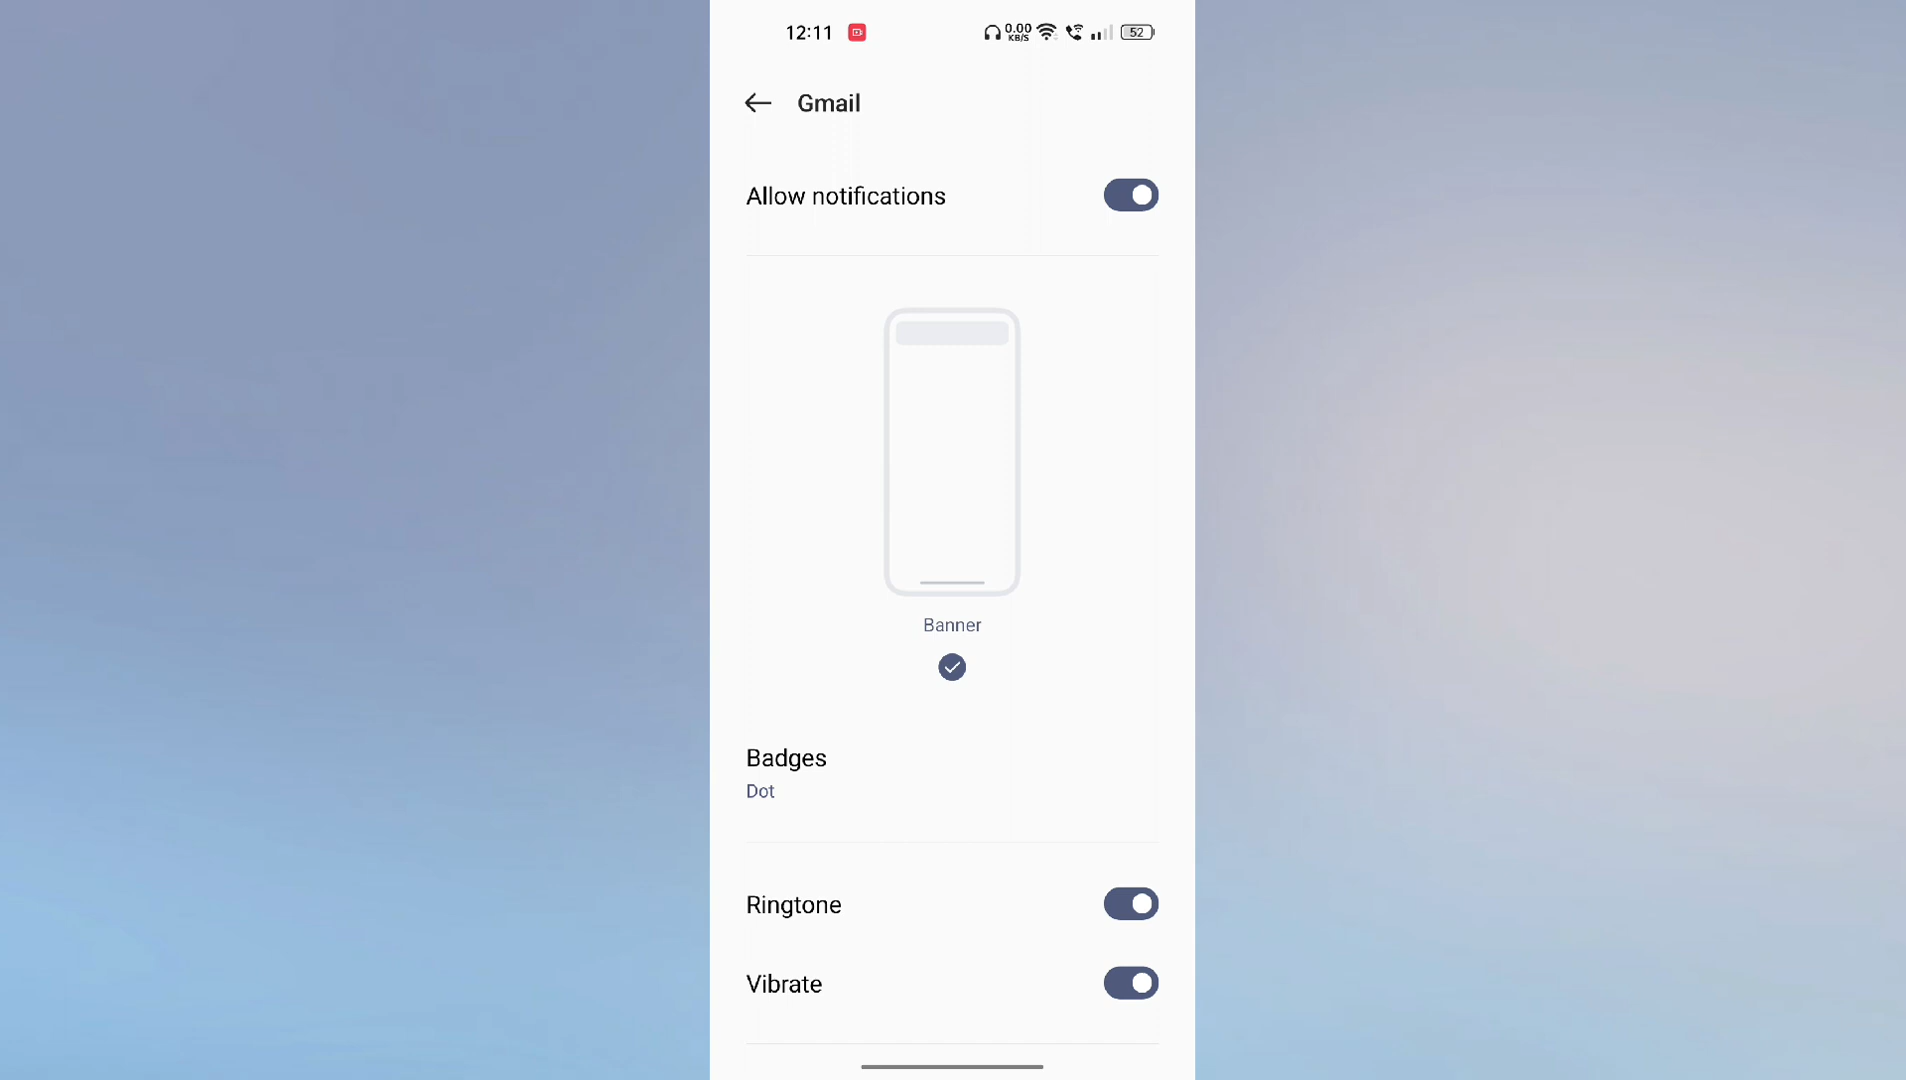 12:11 0.00 KB/S 52
Gmail
Allow notifications
Banner
Badges
Dot
Ringtone
Vibrate